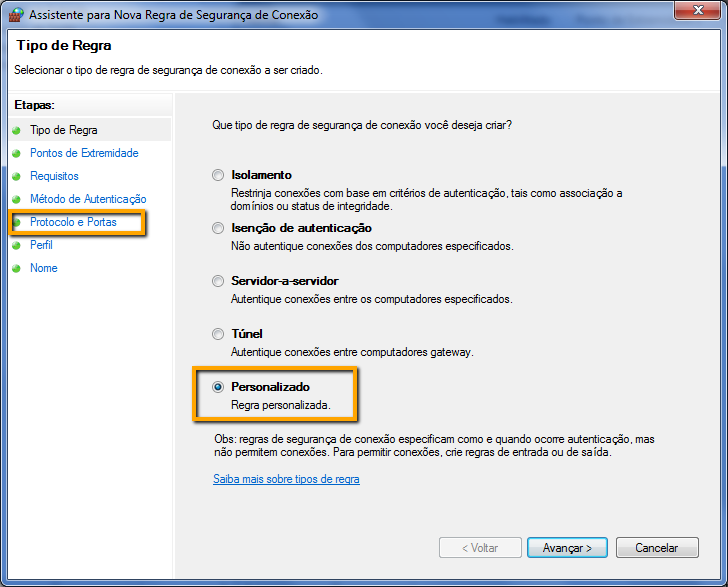 Assistente para Nova Regra de Segurança de Conexão
Tipo de Regra
Selecionar o tipo de regra de segurança de conexão a ser criado.
Etapas:
Tipo de Regra
Pontos de Extremidade
Requisitos
Método de Autenticação
Protocolo e Portas
Perfil
Nome
Que tipo de regra de segurança de conexão você deseja criar?
Isolamento
Restrinja conexões com base em critérios de autenticação, tais como associação a
domínios ou status de integridade.
Isenção de autenticação
Não autentique conexões dos computadores especificados.
Servidor-a-servidor
Autentique conexões entre os computadores especificados.
Túnel
Autentique conexões entre computadores gateway.
Personalizado
Regra personalizada.
Obs: regras de segurança de conexão especificam como e quando ocorre autenticação, mas
não permitem conexões. Para permitir conexões, crie regras de entrada ou de saída.
Saiba mais sobre tipos de regra
< Voltar
Avançar >
Cancelar